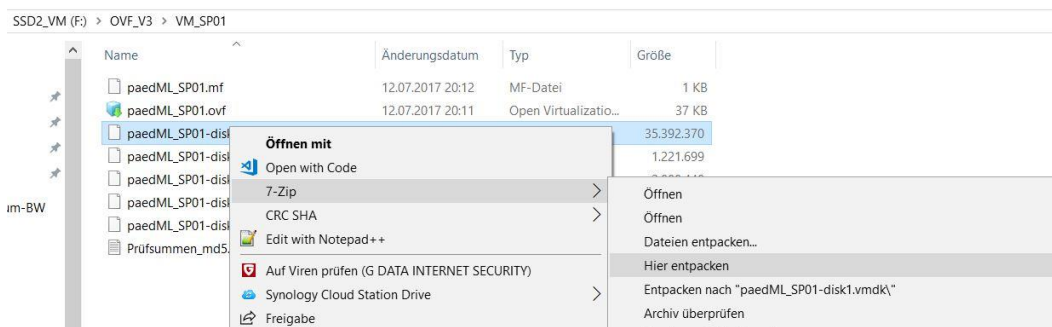 SSD2_VM (F:) > OVF_V3 > VM_SP01
Name Änderungsdatum Typ Größe
paedML_SP01.mf 12.07.2017 20:12 MF-Datei 1 KB
paedML_SP01.ovf 12.07.2017 20:11 Open Virtualizatio... 37 KB
paedML_SP01-disk 35.392.370
paedML_SP01-disk 1.221.699
paedML_SP01-disk
paedML_SP01-disk
paedML_SP01-disk
Prüfsummen_md5.
um-BW
Öffnen mit
Open with Code
7-Zip
CRC SHA
Edit with Notepad++
Auf Viren prüfen (G DATA INTERNET SECURITY)
Synology Cloud Station Drive
Freigabe
Öffnen
Öffnen
Dateien entpacken...
Hier entpacken
Entpacken nach "paedML_SP01-disk1.vmdk\"
Archiv überprüfen